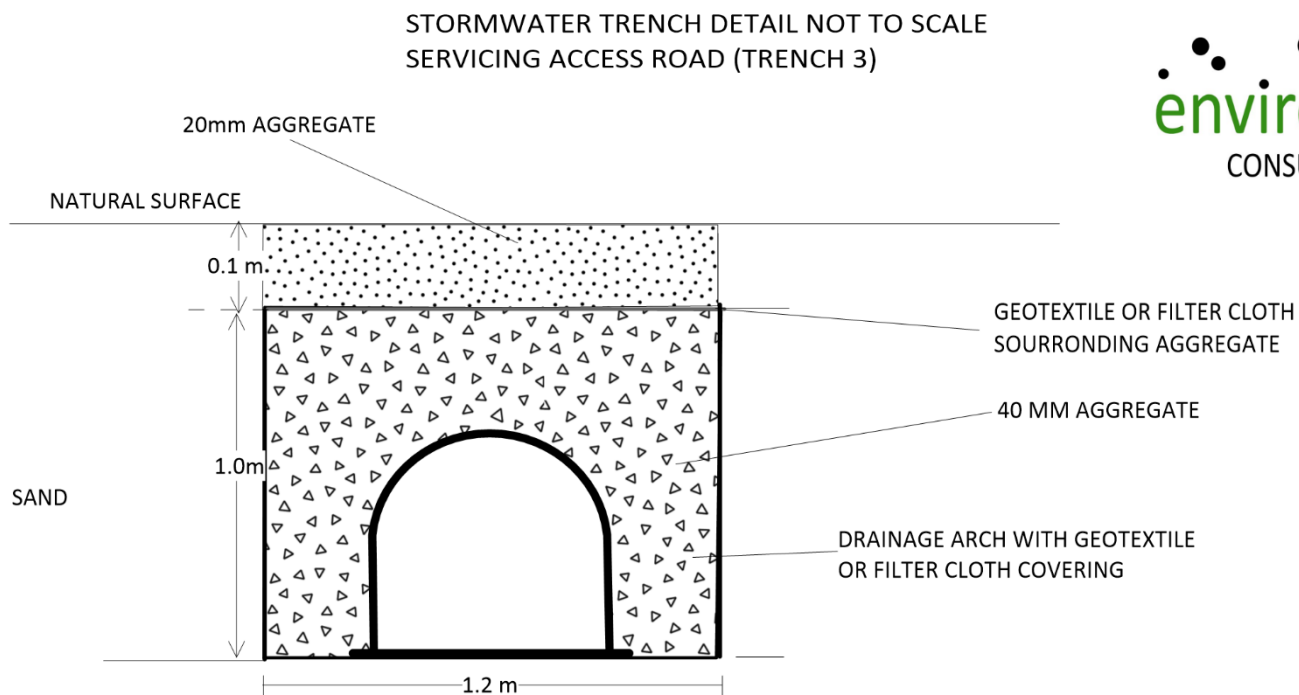 STORMWATER TRENCH DETAIL NOT TO SCALE
SERVICING ACCESS ROAD (TRENCH 3)
20mm AGGREGATE
NATURAL SURFACE
0.1 m
GEOTEXTILE OR FILTER CLOTH
SOURRONDING AGGREGATE
40 MM AGGREGATE
1.0m
SAND
DRAINAGE ARCH WITH GEOTEXTILE
OR FILTER CLOTH COVERING
1.2 m